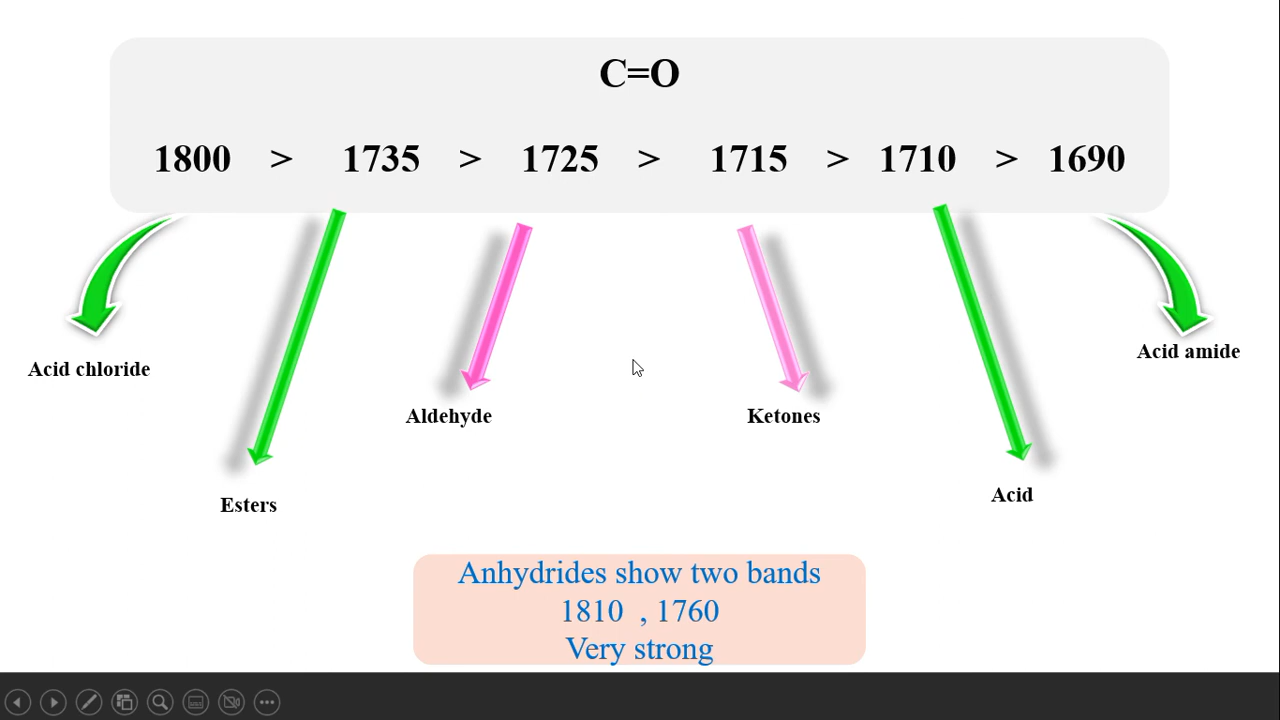 C=O
1800 > 1735 > 1725 > 1715 > 1710 > 1690
Acid chloride
Esters
Aldehyde
Ketones
Acid
Acid amide
Anhydrides show two bands
1810 , 1760
Very strong